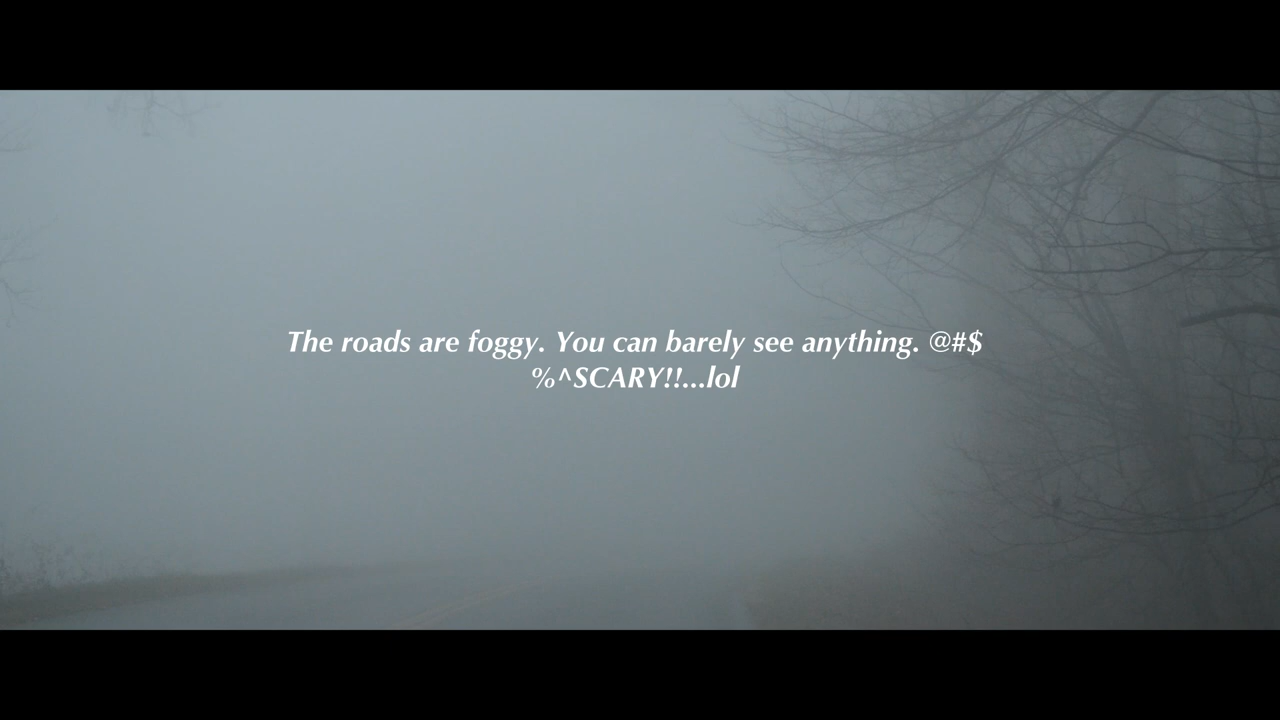 The roads are foggy. You can barely see anything. @#$
%^SCARY!!...lol